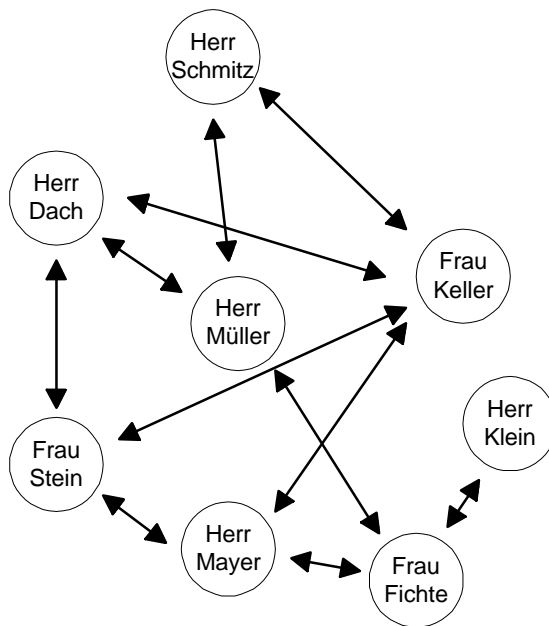 Herr
Schmitz
Herr
Dach
Frau
Keller
Herr
Müller
Herr
Klein
Frau
Stein
Herr
Mayer
Frau
Fichte